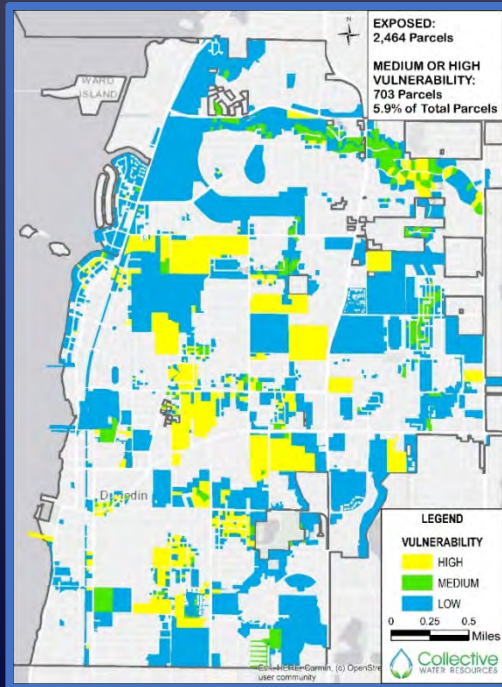 N
EXPOSED:
2,464 Parcels
MEDIUM OR HIGH
VULNERABILITY:
703 Parcels
5.9% of Total Parcels
WARD
ISLAND
Dunedin
LEGEND
VULNERABILITY
HIGH
MEDIUM
LOW
0 0.25 0.5
Miles
Esri, HERE, Garmin, (c) OpenStre
user community
Collective
WATER RESOURCES